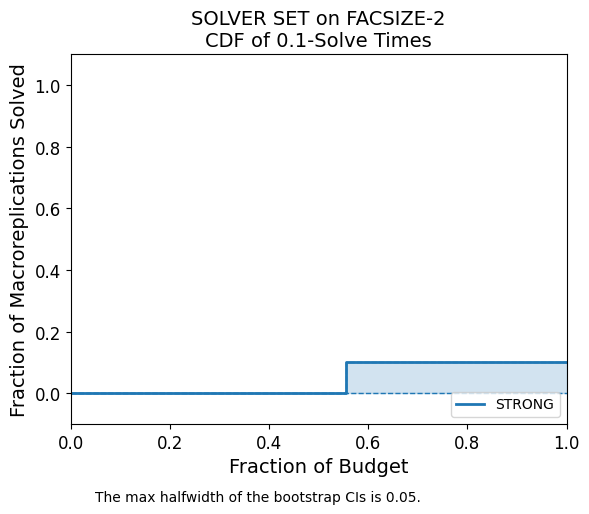 SOLVER SET on FACSIZE-2
CDF of 0.1-Solve Times
Fraction of Macroreplications Solved
1.0
0.8
0.6
0.4
0.2
0.0
STRONG
0.0 0.2 0.4 0.6 0.8 1.0
Fraction of Budget
The max halfwidth of the bootstrap CIs is 0.05.